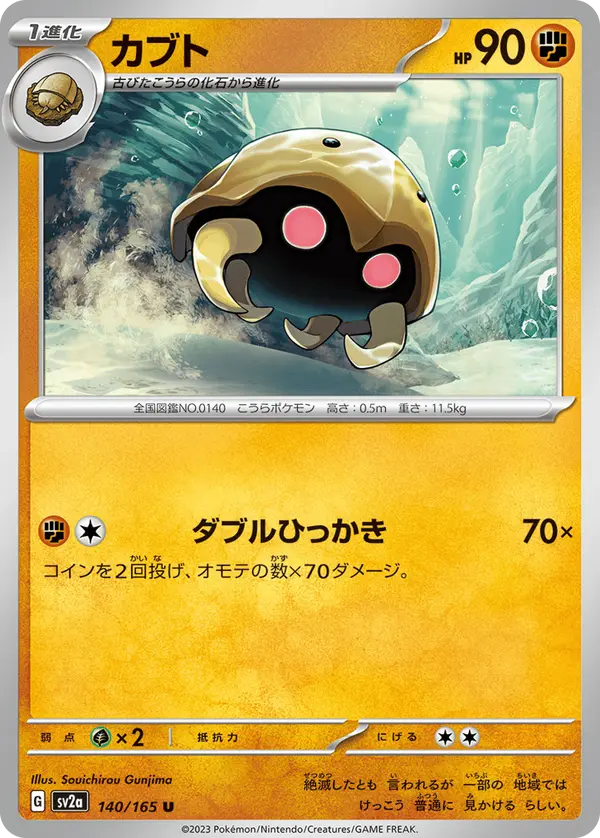 1進化
カブト
HP 90
古びたこうらの化石から進化
全国図鑑NO.0140 こうらポケモン 高さ:0.5m 重さ:11.5kg
ダブルひっかき 70×
コインを2回投げ、オモテの数×70ダメージ。
弱点 ×2 抵抗力 にげる
Illus. Souichirou Gunjima
G sv2a 140/165 U
絶滅したとも 言われるが 一部の 地域では
けっこう 普通に 見かける らしい。
©2023 Pokémon/Nintendo/Creatures/GAME FREAK.